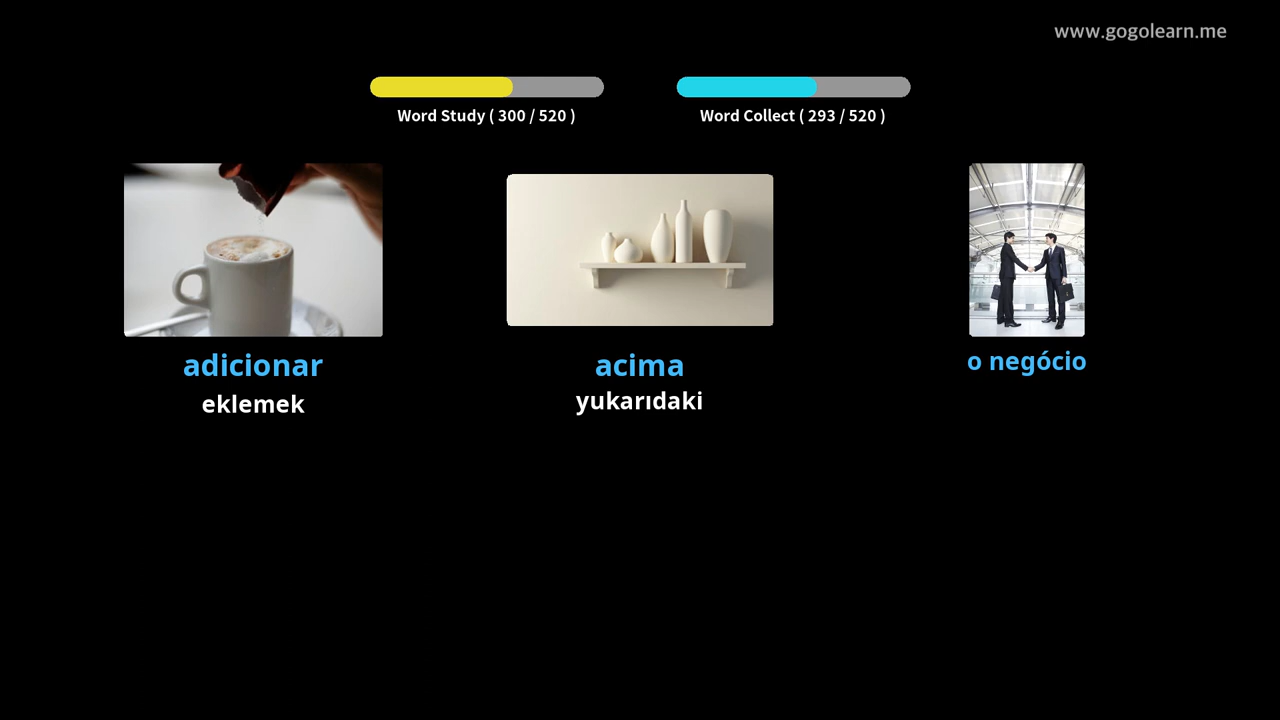 www.gogolearn.me
Word Study ( 300 / 520 )
Word Collect ( 293 / 520 )
adicionar
eklemek
acima
yukarıdaki
o negócio